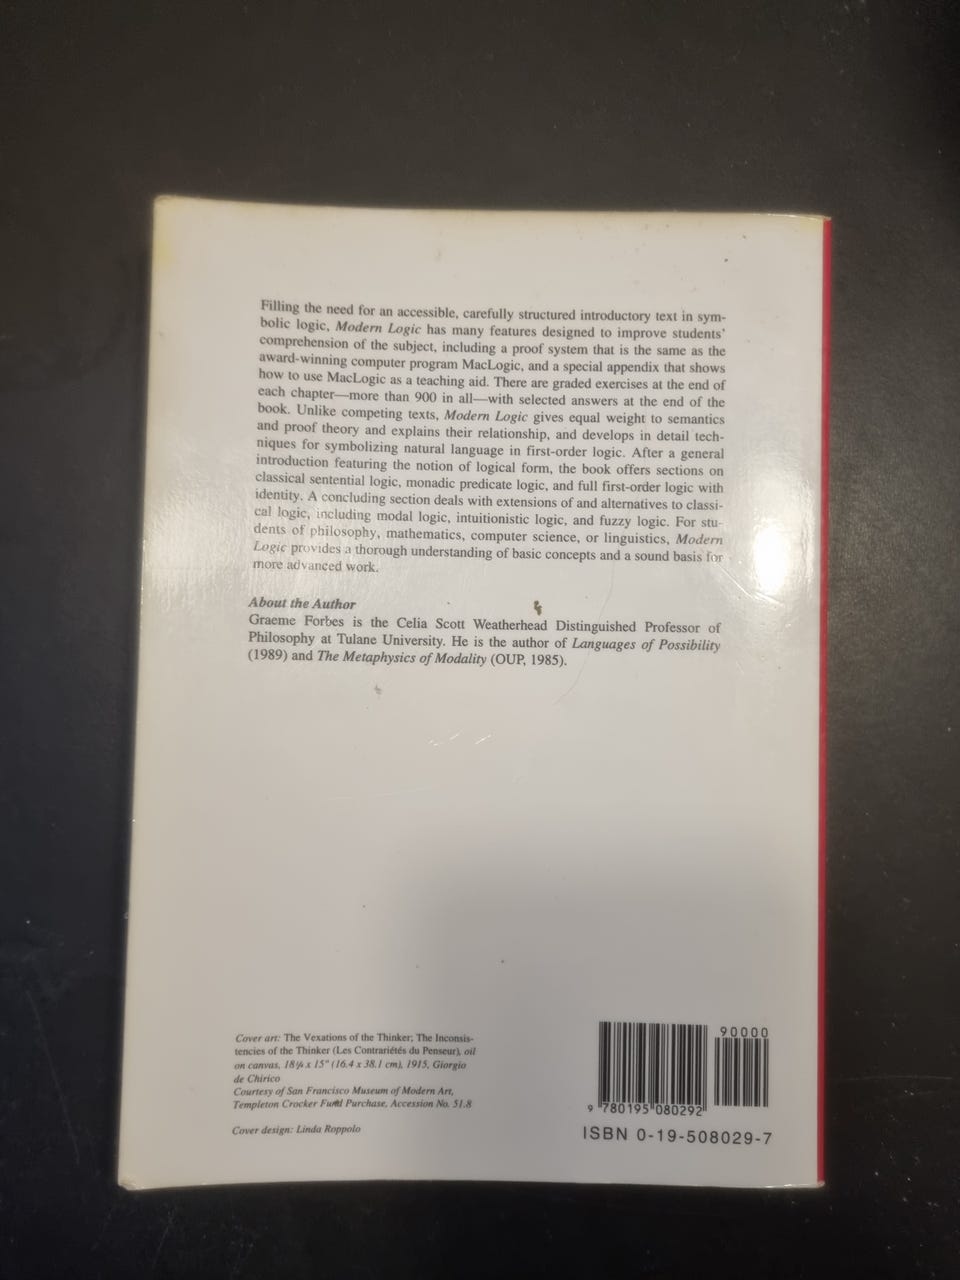 Filling the need for an accessible, carefully structured introductory text in sym-
bolic logic, Modern Logic has many features designed to improve students'
comprehension of the subject, including a proof system that is the same as the
award-winning computer program MacLogic, and a special appendix that shows
how to use MacLogic as a teaching aid. There are graded exercises at the end of
each chapter—more than 900 in all—with selected answers at the end of the
book. Unlike competing texts, Modern Logic gives equal weight to semantics
and proof theory and explains their relationship, and develops in detail tech-
niques for symbolizing natural language in first-order logic. After a general
introduction featuring the notion of logical form, the book offers sections on
classical sentential logic, monadic predicate logic, and full first-order logic with
identity. A concluding section deals with extensions of and alternatives to classi-
cal logic, including modal logic, intuitionistic logic, and fuzzy logic. For stu-
dents of philosophy, mathematics, computer science, or linguistics, Modern
Logic provides a thorough understanding of basic concepts and a sound basis for
more advanced work.
About the Author
Graeme Forbes is the Celia Scott Weatherhead Distinguished Professor of
Philosophy at Tulane University. He is the author of Languages of Possibility
(1989) and The Metaphysics of Modality (OUP, 1985).
Cover art: The Vexations of the Thinker; The Inconsis-
tencies of the Thinker (Les Contrariétés du Penseur), oil
on canvas, x 15" (16.4 x 38.1 cm), 1915, Giorgio
de Chirico
Courtesy of San Francisco Museum of Modern Art,
Templeton Crocker Fund Purchase, Accession No. 51.8
Cover design: Linda Roppolo
90000
9 780195 080292
ISBN 0-19-508029-7